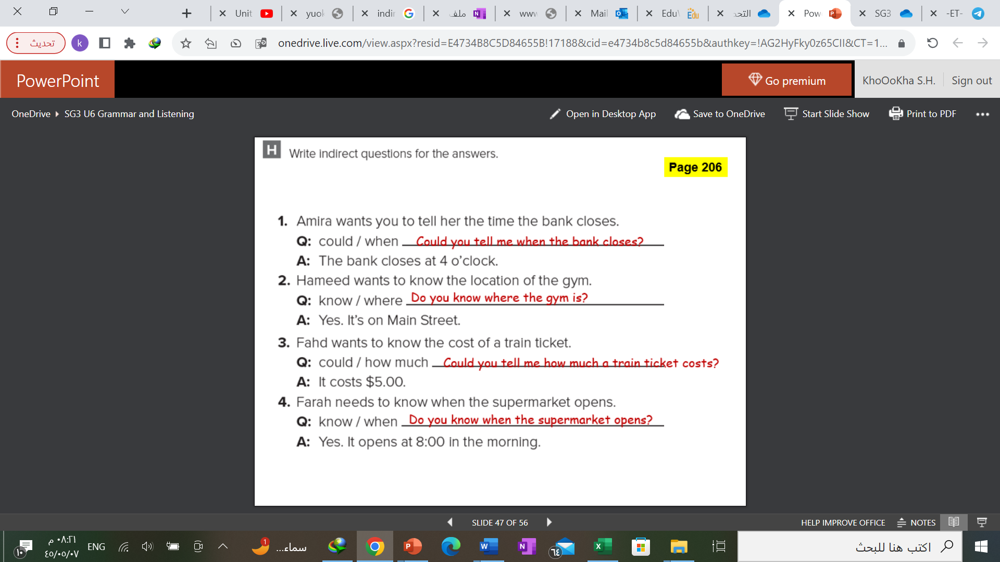 Unit
yuok
indir
ملف
www
Mail
Edu
التحد
Pow
SG3
-ET-
تحديث
k
onedrive.live.com/view.aspx?resid=E4734B8C5D84655B!17188&cid=e4734b8c5d84655b&authkey=!AG2HyFky0z65CII&CT=1...
PowerPoint
Go premium
KhoOoKha S.H.
Sign out
OneDrive
SG3 U6 Grammar and Listening
Open in Desktop App
Save to OneDrive
Start Slide Show
Print to PDF
H Write indirect questions for the answers.
Page 206
1. Amira wants you to tell her the time the bank closes.
Q: could / when Could you tell me when the bank closes?
A: The bank closes at 4 o'clock.
2. Hameed wants to know the location of the gym.
Q: know / where Do you know where the gym is?
A: Yes. It's on Main Street.
3. Fahd wants to know the cost of a train ticket.
Q: could / how much Could you tell me how much a train ticket costs?
A: It costs $5.00.
4. Farah needs to know when the supermarket opens.
Q: know / when Do you know when the supermarket opens?
A: Yes. It opens at 8:00 in the morning.
SLIDE 47 OF 56
HELP IMPROVE OFFICE
NOTES
١٠
٠٨:٢١ م
٤٥/٠٥/٠٧
ENG
1
سماء...
٦٤
اكتب هنا للبحث